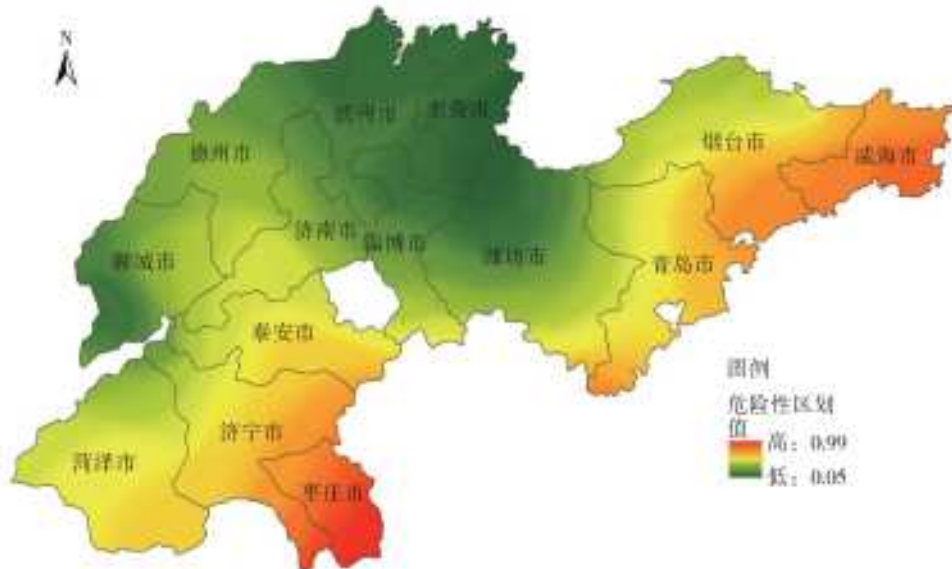 N
滨州市
东营市
德州市
烟台市
威海市
济南市
淄博市
聊城市
潍坊市
青岛市
泰安市
济宁市
菏泽市
枣庄市
图例
危险性区划
值
高：0.99
低：0.05